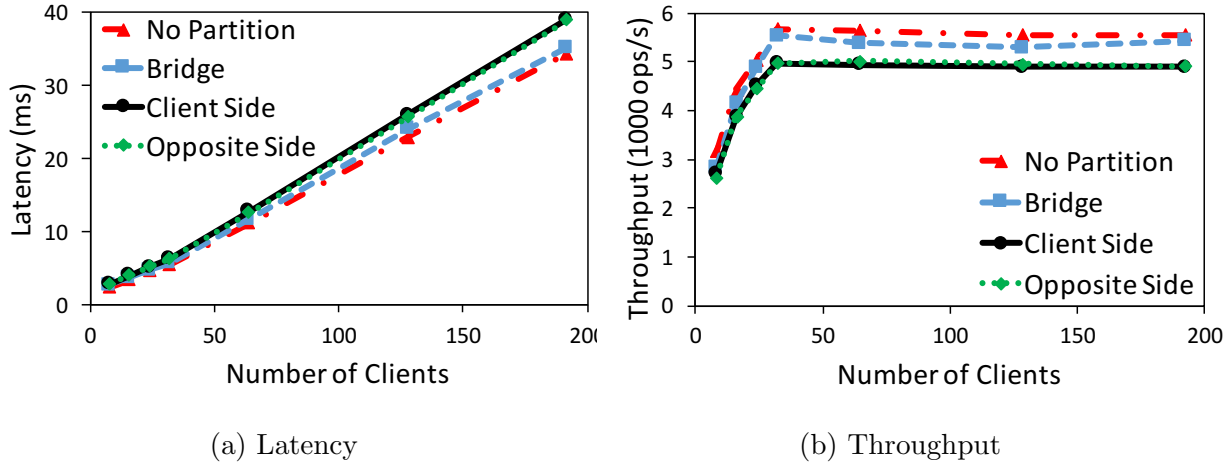 40
30
20
10
0
Latency (ms)
No Partition
Bridge
Client Side
Opposite Side
0 50 100 150 200
Number of Clients
(a) Latency
6
5
4
3
2
1
0
Throughput (1000 ops/s)
No Partition
Bridge
Client Side
Opposite Side
0 50 100 150 200
Number of Clients
(b) Throughput